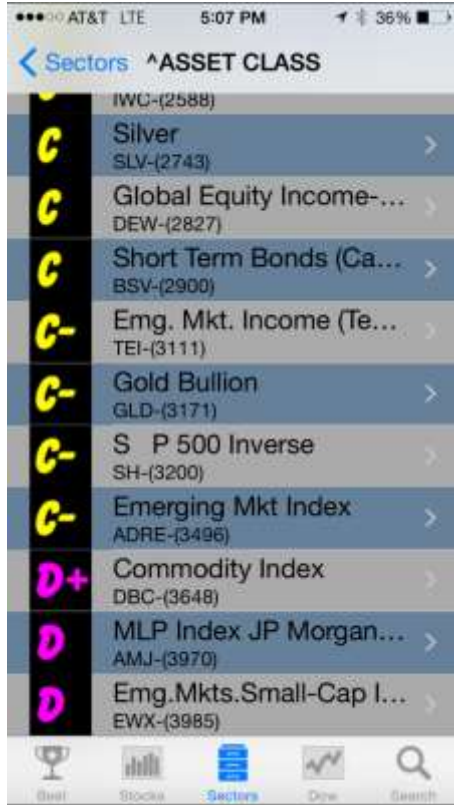 AT&T LTE 5:07 PM 36%
Sectors ^ASSET CLASS
IWC-(2588)
C Silver
SLV-(2743)
C Global Equity Income-...
DEW-(2827)
C Short Term Bonds (Ca...
BSV-(2900)
C- Emg. Mkt. Income (Te...
TEI-(3111)
C- Gold Bullion
GLD-(3171)
C- S P 500 Inverse
SH-(3200)
C- Emerging Mkt Index
ADRE-(3496)
D+ Commodity Index
DBC-(3648)
D MLP Index JP Morgan...
AMJ-(3970)
D Emg.Mkts.Small-Cap I...
EWX-(3985)
Best Stocks Sectors Dow Search